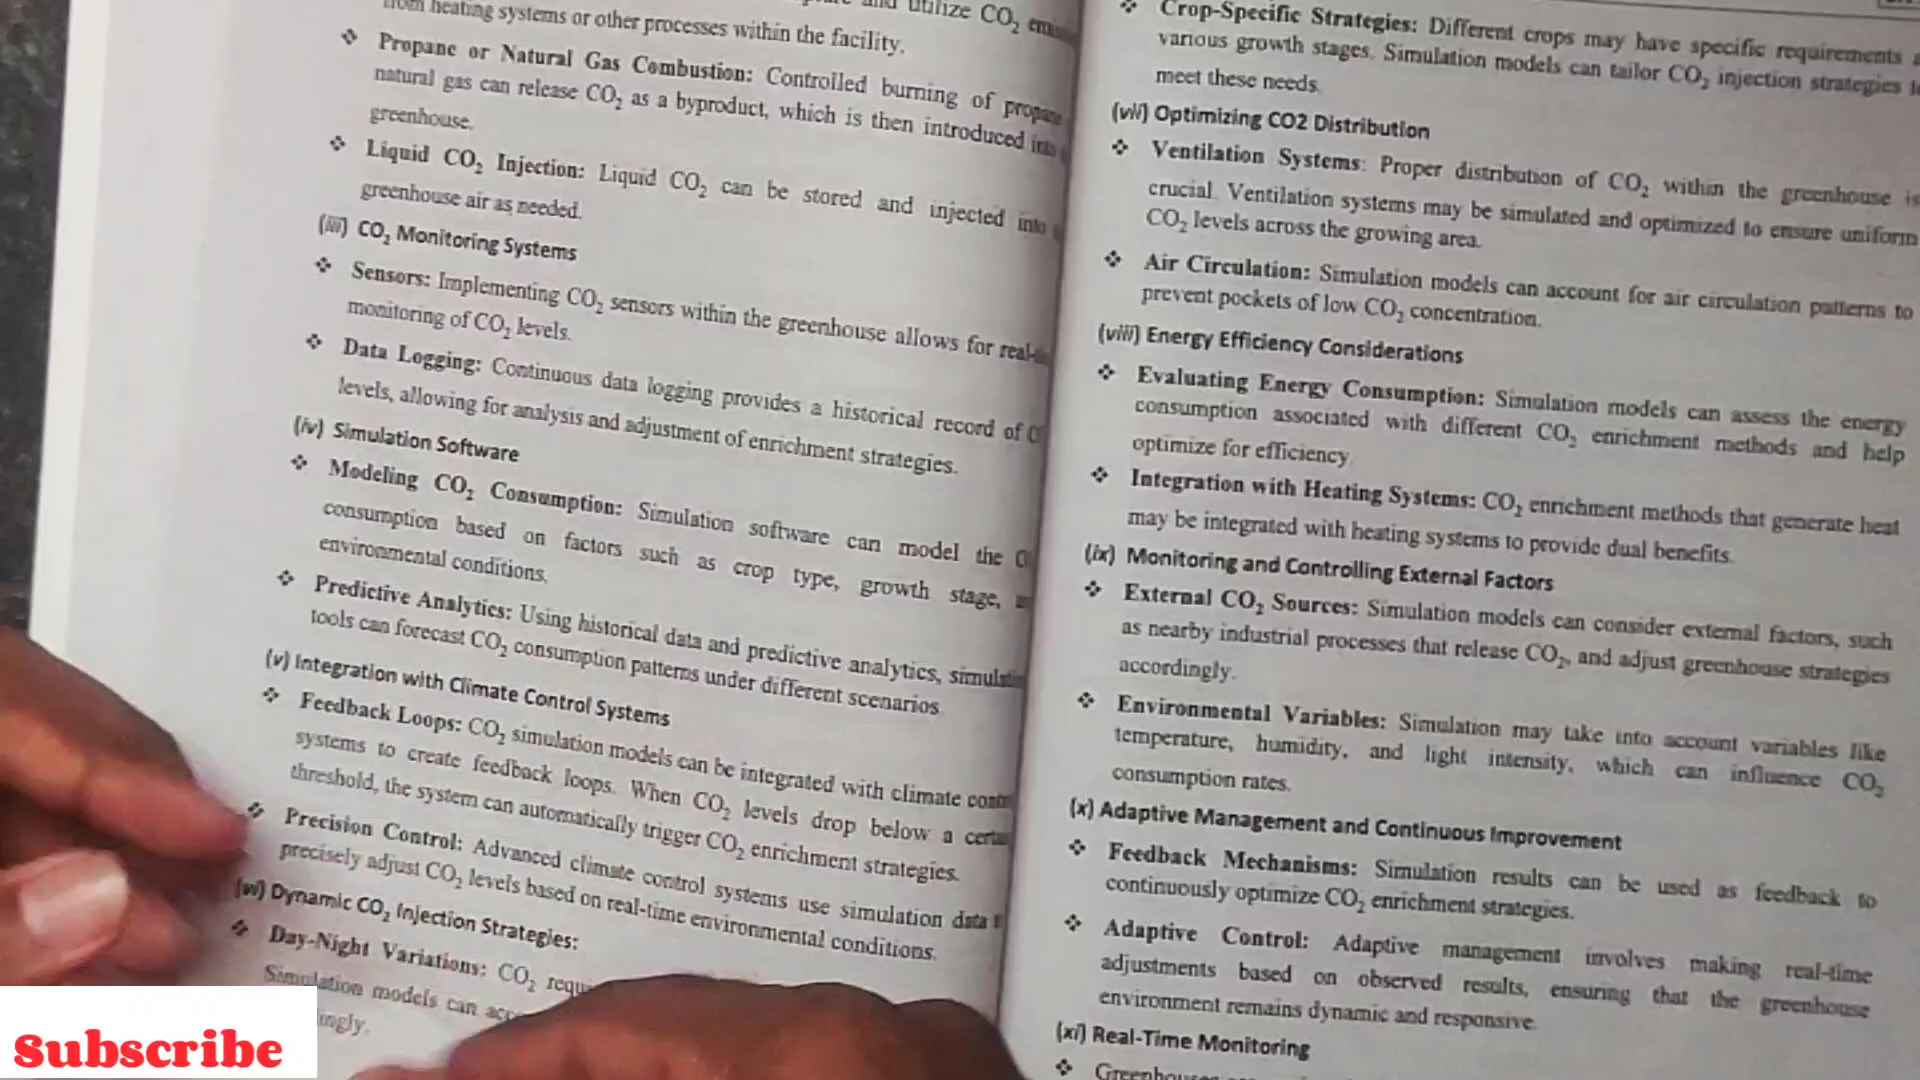 utilize CO₂
from heating systems or other processes within the facility.
❖ Propane or Natural Gas Combustion: Controlled burning of propane
natural gas can release CO₂ as a byproduct, which is then introduced into
greenhouse.
❖ Liquid CO₂ Injection: Liquid CO₂ can be stored and injected into
greenhouse air as needed.
(iii) CO₂ Monitoring Systems
❖ Sensors: Implementing CO₂ sensors within the greenhouse allows for real-
monitoring of CO₂ levels.
❖ Data Logging: Continuous data logging provides a historical record of
levels, allowing for analysis and adjustment of enrichment strategies.
(iv) Simulation Software
❖ Modeling CO₂ Consumption: Simulation software can model the
consumption based on factors such as crop type, growth stage,
environmental conditions.
❖ Predictive Analytics: Using historical data and predictive analytics,
tools can forecast CO₂ consumption patterns under different scenarios
(v) Integration with Climate Control Systems
❖ Feedback Loops: CO₂ simulation models can be integrated with climate
systems to create feedback loops. When CO₂ levels drop below a
threshold, the system can automatically trigger CO₂ enrichment strategies.
❖ Precision Control: Advanced climate control systems use simulation data
precisely adjust CO₂ levels based on real-time environmental conditions.
(vi) Dynamic CO₂ Injection Strategies:
❖ Day-Night Variations: CO₂
Simulation models can
❖ Crop-Specific Strategies: Different crops may have specific requirements
various growth stages. Simulation models can tailor CO₂ injection strategies
meet these needs.
(vii) Optimizing CO2 Distribution
❖ Ventilation Systems: Proper distribution of CO₂ within the greenhouse is
crucial. Ventilation systems may be simulated and optimized to ensure uniform
CO₂ levels across the growing area.
❖ Air Circulation: Simulation models can account for air circulation patterns to
prevent pockets of low CO₂ concentration.
(viii) Energy Efficiency Considerations
❖ Evaluating Energy Consumption: Simulation models can assess the energy
consumption associated with different CO₂ enrichment methods and help
optimize for efficiency
❖ Integration with Heating Systems: CO₂ enrichment methods that generate heat
may be integrated with heating systems to provide dual benefits.
(ix) Monitoring and Controlling External Factors
❖ External CO₂ Sources: Simulation models can consider external factors, such
as nearby industrial processes that release CO₂, and adjust greenhouse strategies
accordingly.
❖ Environmental Variables: Simulation may take into account variables like
temperature, humidity, and light intensity, which can influence CO₂
consumption rates.
(x) Adaptive Management and Continuous Improvement
❖ Feedback Mechanisms: Simulation results can be used as feedback to
continuously optimize CO₂ enrichment strategies.
❖ Adaptive Control: Adaptive management involves making real-time
adjustments based on observed results, ensuring that the greenhouse
environment remains dynamic and responsive.
(xi) Real-Time Monitoring
Subscribe